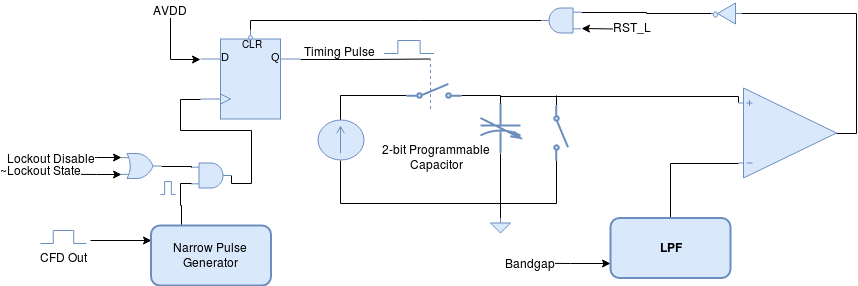 AVDD
CLR
RST_L
D
Q
Timing Pulse
+
2-bit Programmable
Capacitor
Lockout Disable
~Lockout State
−
CFD Out
Narrow Pulse
Generator
LPF
Bandgap